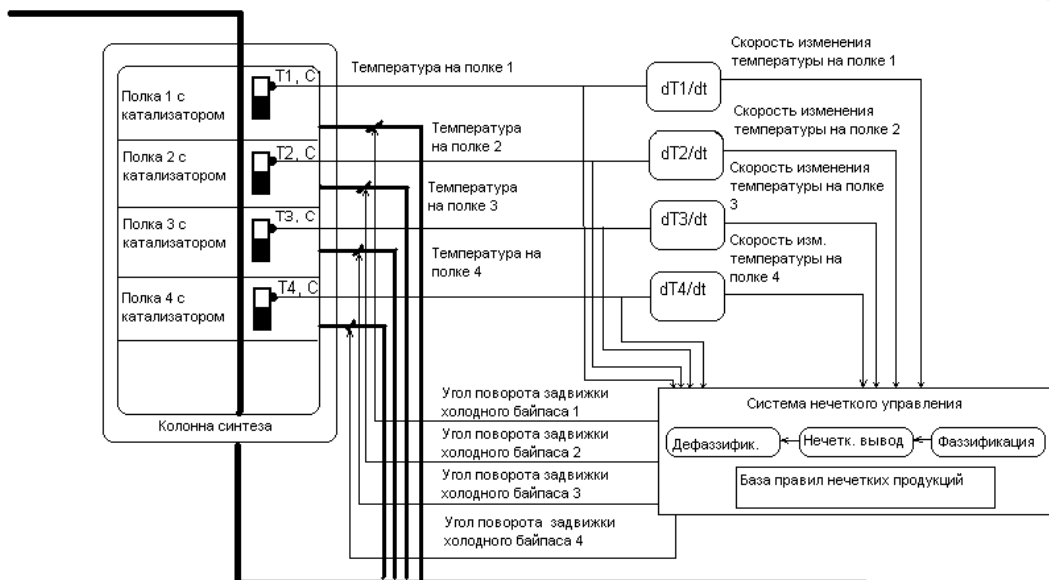 Полка 1 с
катализатором
Т1, С
Полка 2 с
катализатором
Т2, С
Полка 3 с
катализатором
Т3, С
Полка 4 с
катализатором
Т4, С
Колонна синтеза
Температура на полке 1
Температура
на полке 2
Температура
на полке 3
Температура на
полке 4
dT1/dt
dT2/dt
dT3/dt
dT4/dt
Скорость изменения
температуры на полке 1
Скорость изменения
температуры на полке 2
Скорость изменения
температуры на полке
3
Скорость изм.
температуры на
полке 4
Угол поворота задвижки
холодного байпаса 1
Угол поворота задвижки
холодного байпаса 2
Угол поворота задвижки
холодного байпаса 3
Угол поворота задвижки
холодного байпаса 4
Система нечеткого управления
Дефаззифик.
Нечетк. вывод
Фаззификация
База правил нечетких продукций